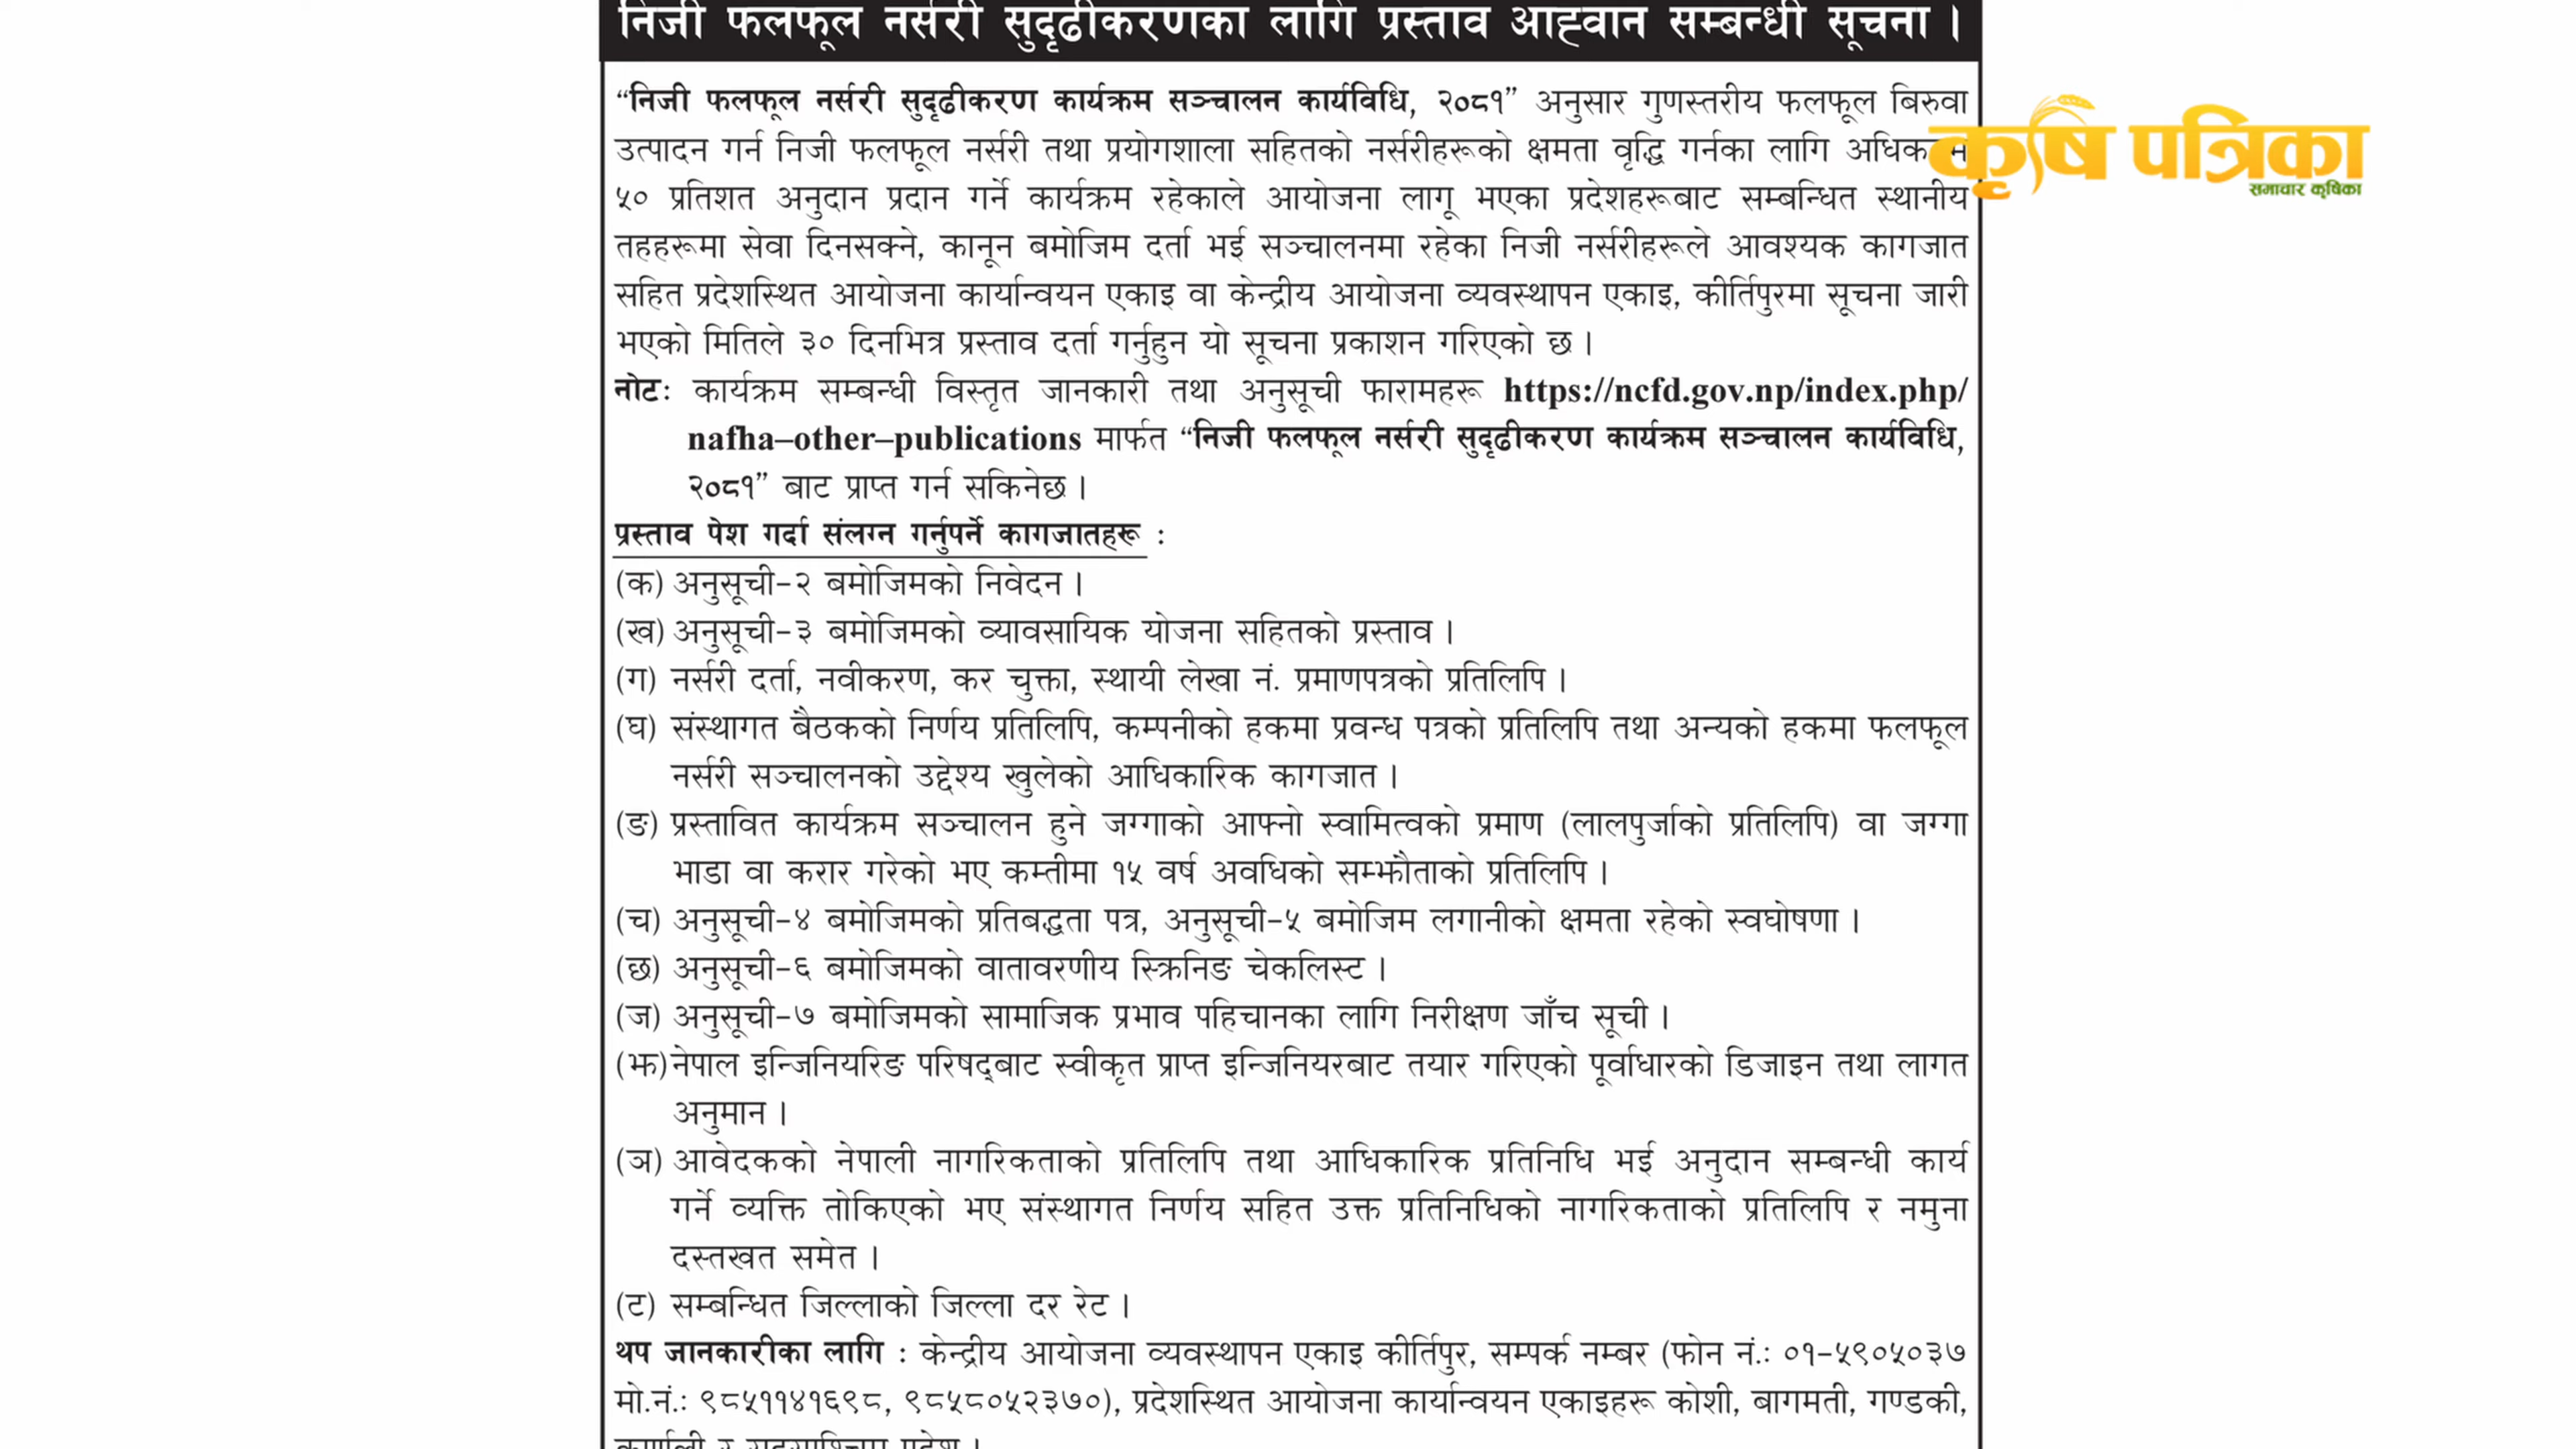 निजी फलफूल नर्सरी सुदृढीकरणका लागि प्रस्ताव आह्वान सम्बन्धी सूचना ।
“निजी फलफूल नर्सरी सुदृढीकरण कार्यक्रम सञ्चालन कार्यविधि, २०८१” अनुसार गुणस्तरीय फलफूल बिरुवा
उत्पादन गर्न निजी फलफूल नर्सरी तथा प्रयोगशाला सहितको नर्सरीहरूको क्षमता वृद्धि गर्नका लागि
५० प्रतिशत अनुदान प्रदान गर्ने कार्यक्रम रहेकाले आयोजना लागू भएका प्रदेशहरूबाट सम्बन्धित स्थानीय
तहहरूमा सेवा दिनसक्ने, कानून बमोजिम दर्ता भई सञ्चालनमा रहेका निजी नर्सरीहरूले आवश्यक कागजात
सहित प्रदेशस्थित आयोजना कार्यान्वयन एकाइ वा केन्द्रीय आयोजना व्यवस्थापन एकाइ, कीर्तिपुरमा सूचना जारी
भएको मितिले ३० दिनभित्र प्रस्ताव दर्ता गर्नुहुन यो सूचना प्रकाशन गरिएको छ ।
नोटः कार्यक्रम सम्बन्धी विस्तृत जानकारी तथा अनुसूची फारामहरू https://ncfd.gov.np/index.php/
nafha–other–publications मार्फत “निजी फलफूल नर्सरी सुदृढीकरण कार्यक्रम सञ्चालन कार्यविधि,
२०८१” बाट प्राप्त गर्न सकिनेछ ।
प्रस्ताव पेश गर्दा संलग्न गर्नुपर्ने कागजातहरू :
(क) अनुसूची-२ बमोजिमको निवेदन ।
(ख) अनुसूची-३ बमोजिमको व्यावसायिक योजना सहितको प्रस्ताव ।
(ग) नर्सरी दर्ता, नवीकरण, कर चुक्ता, स्थायी लेखा नं. प्रमाणपत्रको प्रतिलिपि ।
(घ) संस्थागत बैठकको निर्णय प्रतिलिपि, कम्पनीको हकमा प्रवन्ध पत्रको प्रतिलिपि तथा अन्यको हकमा फलफूल
नर्सरी सञ्चालनको उद्देश्य खुलेको आधिकारिक कागजात ।
(ङ) प्रस्तावित कार्यक्रम सञ्चालन हुने जग्गाको आफ्नो स्वामित्वको प्रमाण (लालपुर्जाको प्रतिलिपि) वा जग्गा
भाडा वा करार गरेको भए कम्तीमा १५ वर्ष अवधिको सम्झौताको प्रतिलिपि ।
(च) अनुसूची-४ बमोजिमको प्रतिबद्धता पत्र, अनुसूची-५ बमोजिम लगानीको क्षमता रहेको स्वघोषणा ।
(छ) अनुसूची-६ बमोजिमको वातावरणीय स्क्रिनिङ चेकलिस्ट ।
(ज) अनुसूची-७ बमोजिमको सामाजिक प्रभाव पहिचानका लागि निरीक्षण जाँच सूची ।
(झ) नेपाल इन्जिनियरिङ परिषद्बाट स्वीकृत प्राप्त इन्जिनियरबाट तयार गरिएको पूर्वाधारको डिजाइन तथा लागत
अनुमान ।
(ञ) आवेदकको नेपाली नागरिकताको प्रतिलिपि तथा आधिकारिक प्रतिनिधि भई अनुदान सम्बन्धी कार्य
गर्ने व्यक्ति तोकिएको भए संस्थागत निर्णय सहित उक्त प्रतिनिधिको नागरिकताको प्रतिलिपि र नमुना
दस्तखत समेत ।
(ट) सम्बन्धित जिल्लाको जिल्ला दर रेट ।
थप जानकारीका लागि : केन्द्रीय आयोजना व्यवस्थापन एकाइ कीर्तिपुर, सम्पर्क नम्बर (फोन नं.: ०१-५९०५०३७
मो.नं.: ९८५११४१६९८, ९८५८०५२३७०), प्रदेशस्थित आयोजना कार्यान्वयन एकाइहरू कोशी, बागमती, गण्डकी,
कृषि पत्रिका
समाचार कृषिका